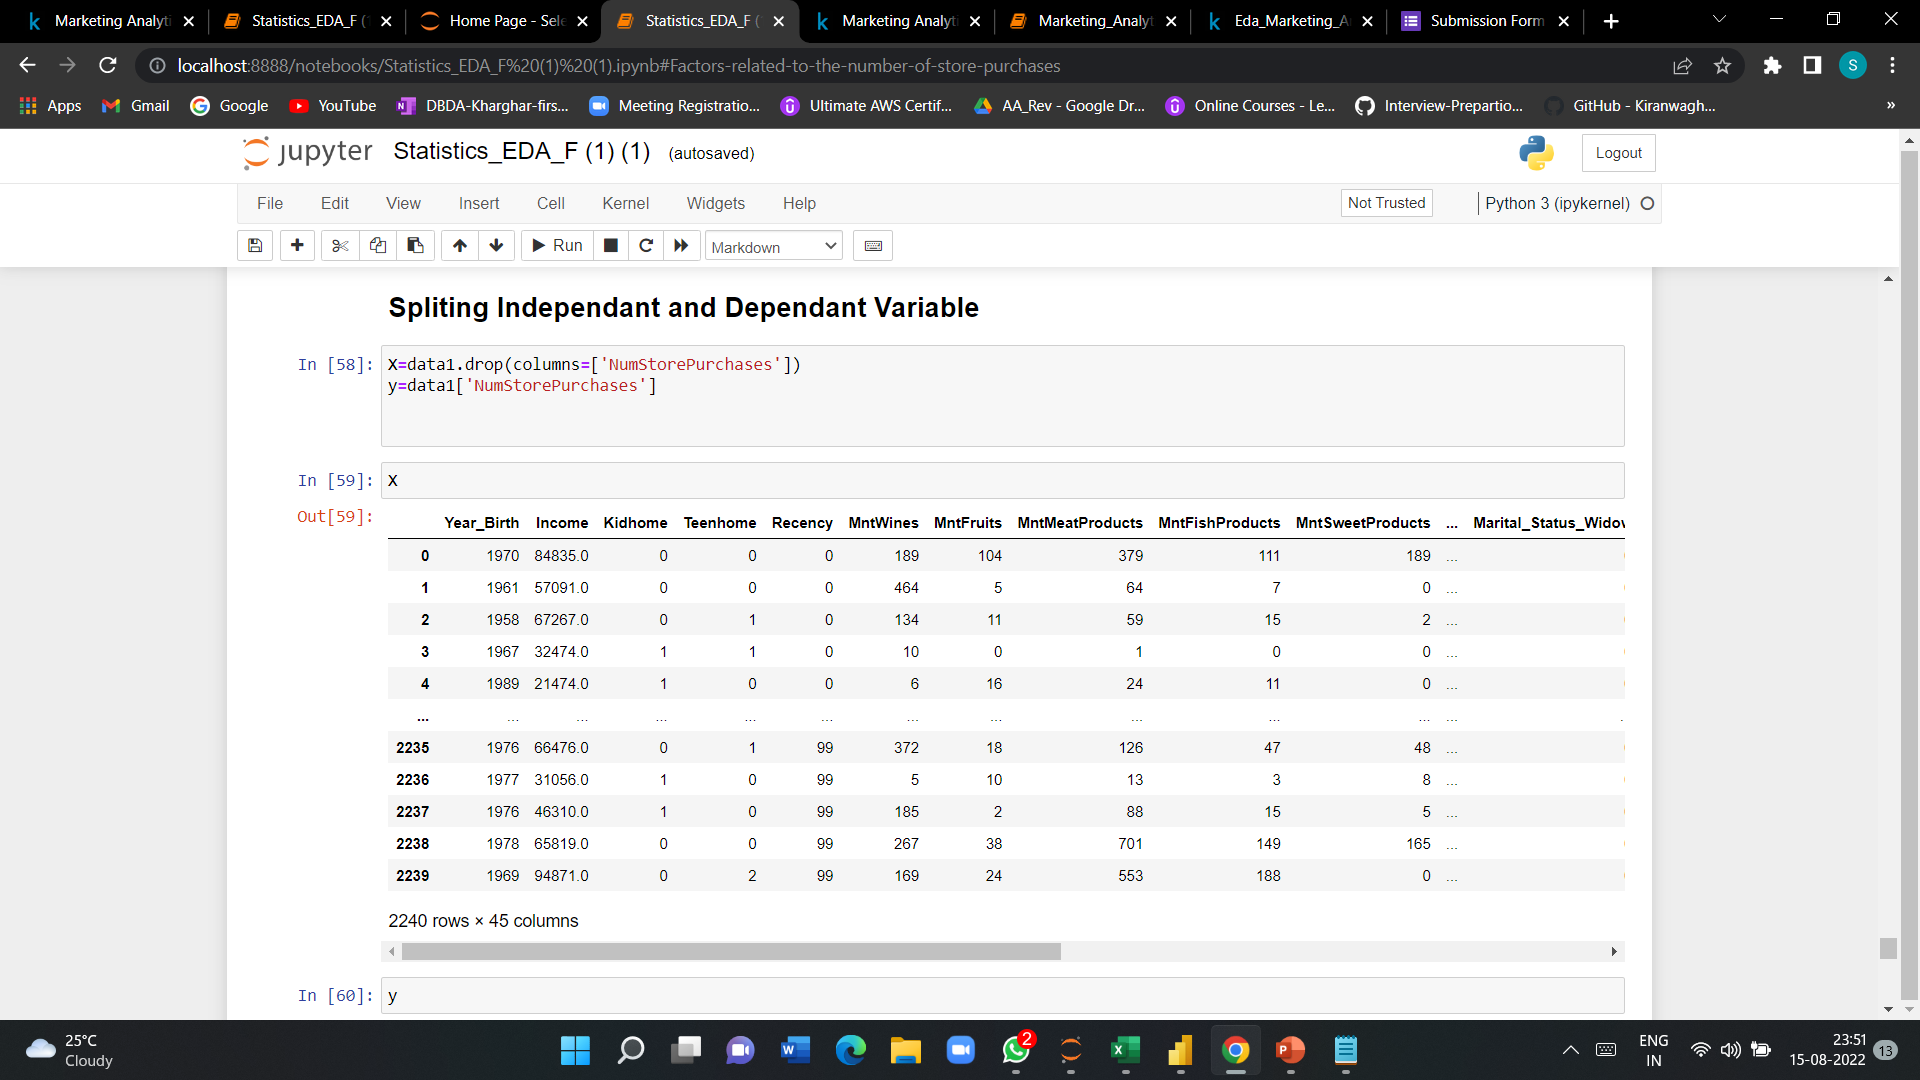 Marketing Analyti
Statistics_EDA_F (
Home Page - Sele
Statistics_EDA_F (
Marketing Analyti
Marketing_Analyt
Eda_Marketing_A
Submission Form
localhost:8888/notebooks/Statistics_EDA_F%20(1)%20(1).ipynb#Factors-related-to-the-number-of-store-purchases
S
Apps Gmail Google YouTube DBDA-Kharghar-firs... Meeting Registratio... Ultimate AWS Certif... AA_Rev - Google Dr... Online Courses - Le... Interview-Prepartio... GitHub - Kiranwagh... »
jupyter Statistics_EDA_F (1) (1) (autosaved) Logout
File Edit View Insert Cell Kernel Widgets Help Not Trusted Python 3 (ipykernel)
Run Markdown
Spliting Independant and Dependant Variable
In [58]: X=data1.drop(columns=['NumStorePurchases'])
y=data1['NumStorePurchases']
In [59]: X
Out[59]:
Year_Birth Income Kidhome Teenhome Recency MntWines MntFruits MntMeatProducts MntFishProducts MntSweetProducts ... Marital_Status_Widov
0 1970 84835.0 0 0 0 189 104 379 111 189 ...
1 1961 57091.0 0 0 0 464 5 64 7 0 ...
2 1958 67267.0 0 1 0 134 11 59 15 2 ...
3 1967 32474.0 1 1 0 10 0 1 0 0 ...
4 1989 21474.0 1 0 0 6 16 24 11 0 ...
... ... ... ... ... ... ... ... ... ... ... ...
2235 1976 66476.0 0 1 99 372 18 126 47 48 ...
2236 1977 31056.0 1 0 99 5 10 13 3 8 ...
2237 1976 46310.0 1 0 99 185 2 88 15 5 ...
2238 1978 65819.0 0 0 99 267 38 701 149 165 ...
2239 1969 94871.0 0 2 99 169 24 553 188 0 ...
2240 rows × 45 columns
In [60]: y
25°C
Cloudy
2
ENG
IN
23:51
15-08-2022
13